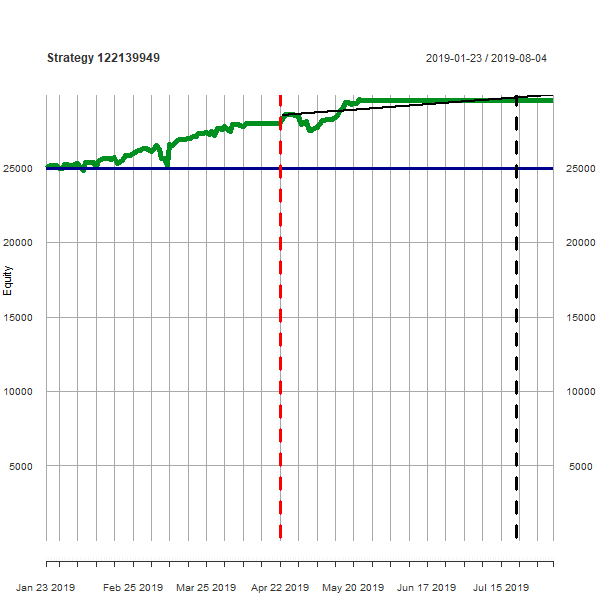 Strategy 122139949
2019-01-23 / 2019-08-04
25000
25000
20000
20000
Equity
15000
15000
10000
10000
5000
5000
Jan 23 2019
Feb 25 2019
Mar 25 2019
Apr 22 2019
May 20 2019
Jun 17 2019
Jul 15 2019